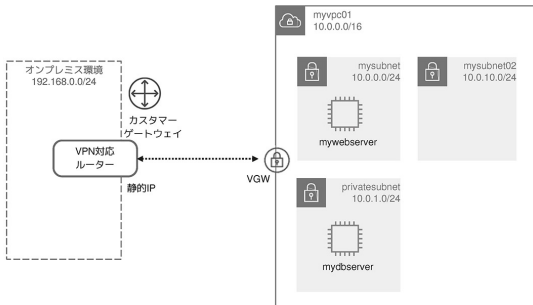 myvpc01
10.0.0.0/16
オンプレミス環境
192.168.0.0/24
カスタマー
ゲートウェイ
VPN対応
ルーター
静的IP
VGW
mysubnet
10.0.0.0/24
mywebserver
mysubnet02
10.0.10.0/24
privatesubnet
10.0.1.0/24
mydbserver